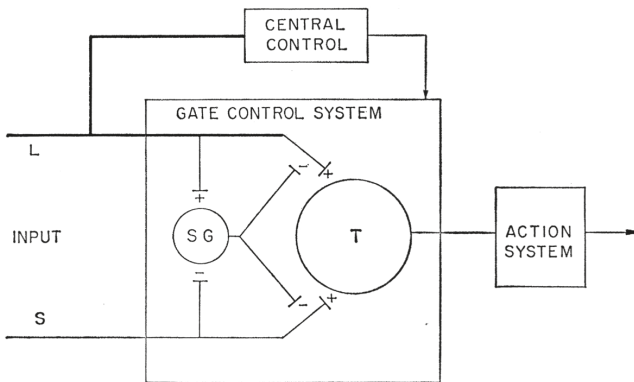 CENTRAL
CONTROL
GATE CONTROL SYSTEM
L
+
-
+
INPUT
SG
T
ACTION
SYSTEM
-
-
+
S